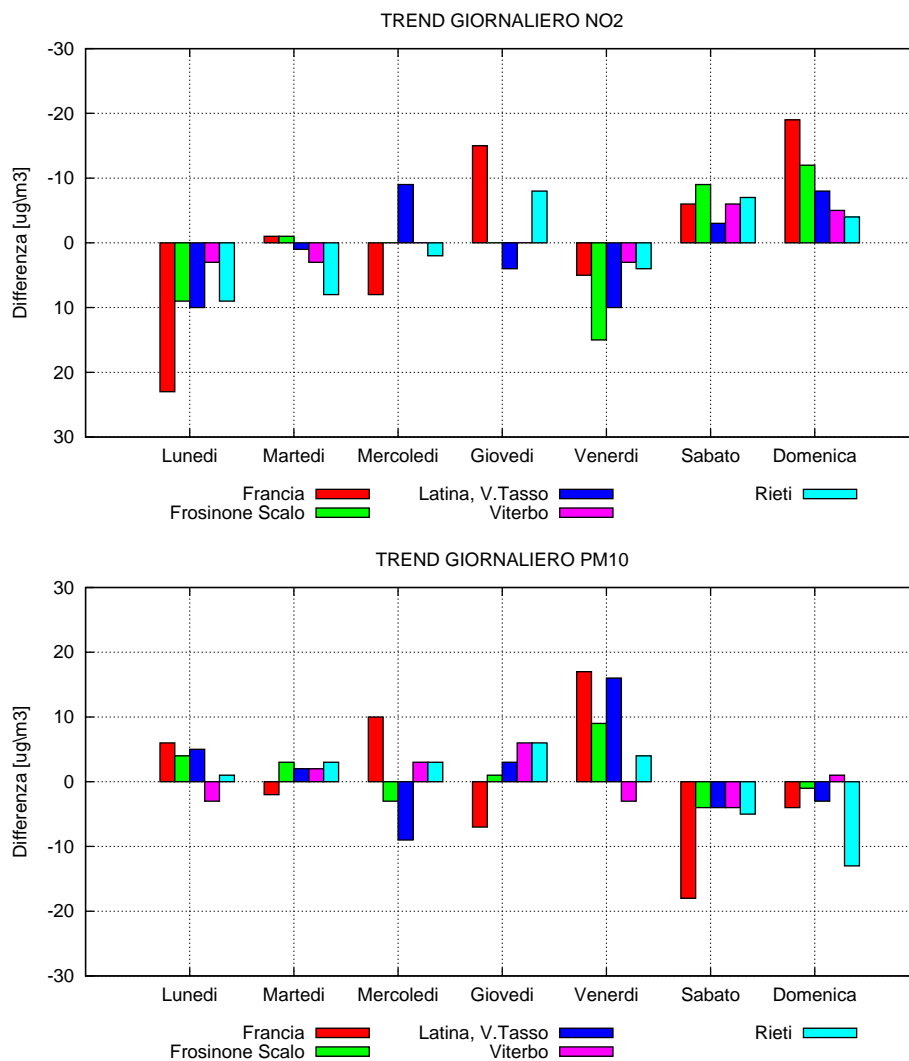 TREND GIORNALIERO NO2
-30
-20
-10
0
10
20
30
Differenza [ug\m3]
Lunedi Martedi Mercoledi Giovedi Venerdi Sabato Domenica
Francia Latina, V.Tasso Rieti
Frosinone Scalo Viterbo
TREND GIORNALIERO PM10
30
20
10
0
-10
-20
-30
Differenza [ug\m3]
Lunedi Martedi Mercoledi Giovedi Venerdi Sabato Domenica
Francia Latina, V.Tasso Rieti
Frosinone Scalo Viterbo